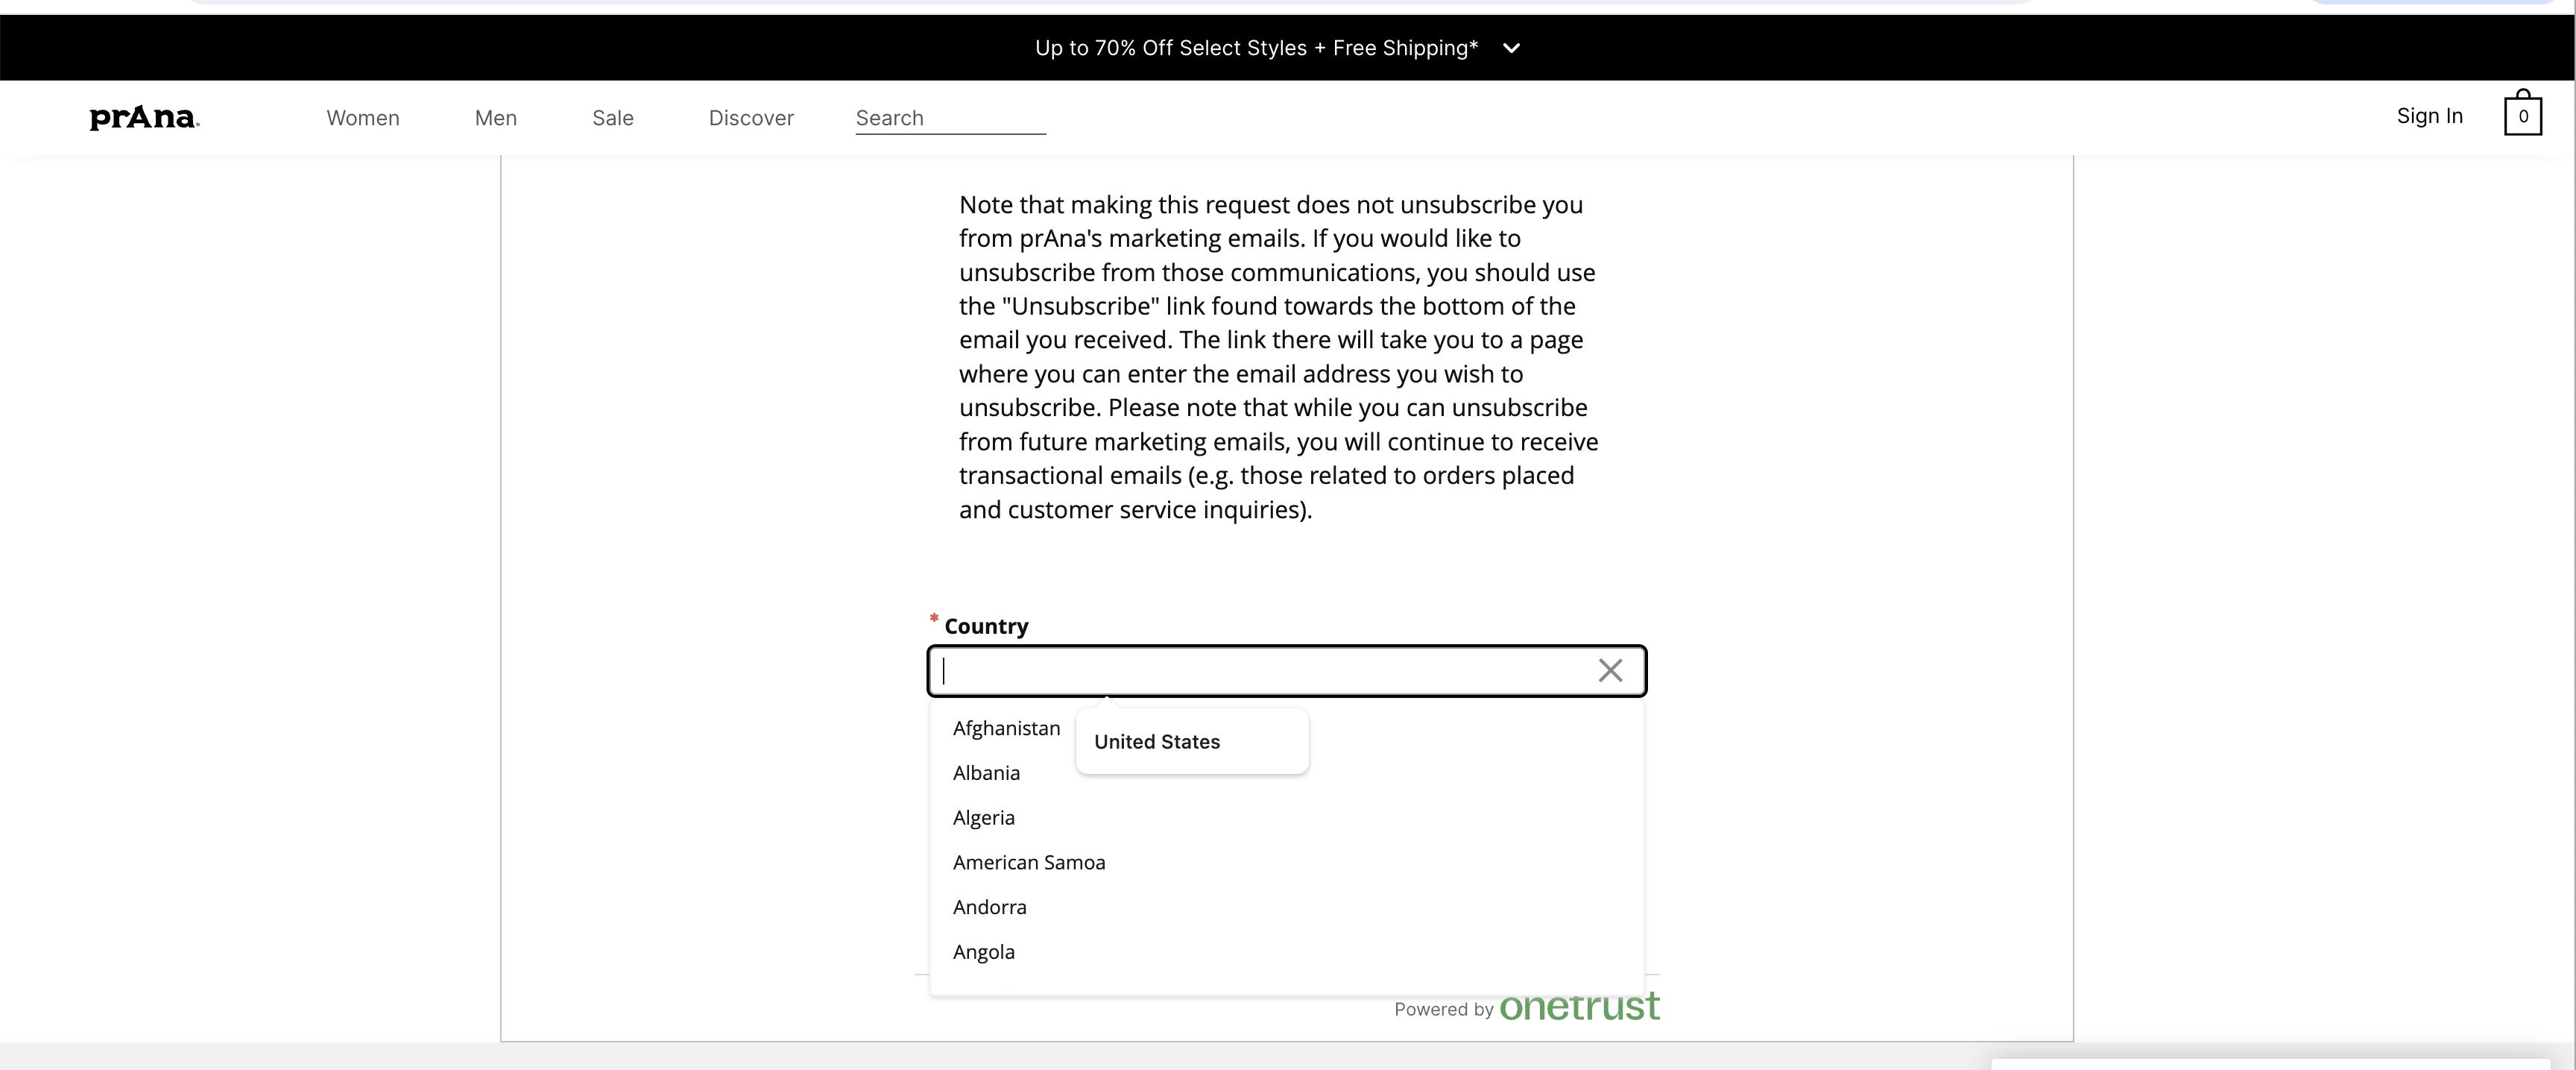 Up to 70% Off Select Styles + Free Shipping*
prAna. Women Men Sale Discover Search Sign In 0
Note that making this request does not unsubscribe you
from prAna's marketing emails. If you would like to
unsubscribe from those communications, you should use
the "Unsubscribe" link found towards the bottom of the
email you received. The link there will take you to a page
where you can enter the email address you wish to
unsubscribe. Please note that while you can unsubscribe
from future marketing emails, you will continue to receive
transactional emails (e.g. those related to orders placed
and customer service inquiries).
* Country
Afghanistan
United States
Albania
Algeria
American Samoa
Andorra
Angola
Powered by onetrust